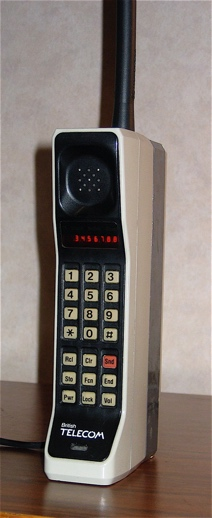 3456788
1 2 3
4 5 6
7 8 9
* 0 #
Rcl Clr Snd
Sto Fcn End
Pwr Lock Vol
British
TELECOM